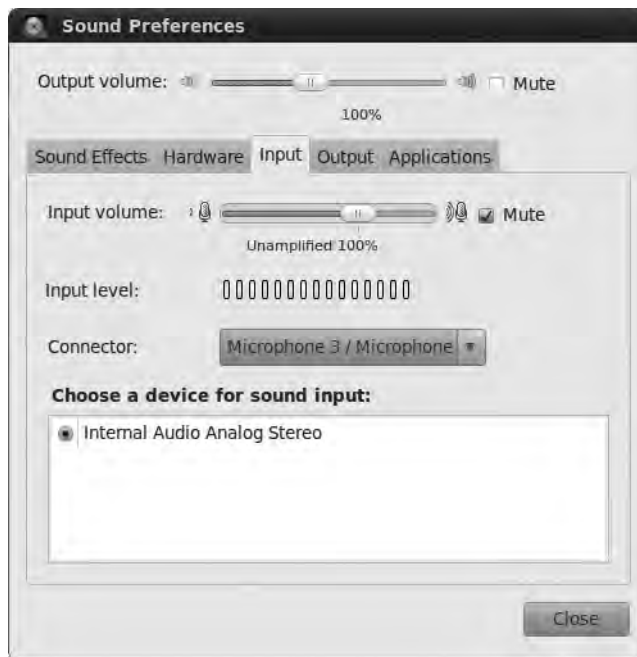 Sound Preferences
Output volume: Mute
100%
Sound Effects Hardware Input Output Applications
Input volume: Mute
Unamplified 100%
Input level:
Connector: Microphone 3 / Microphone
Choose a device for sound input:
Internal Audio Analog Stereo
Close